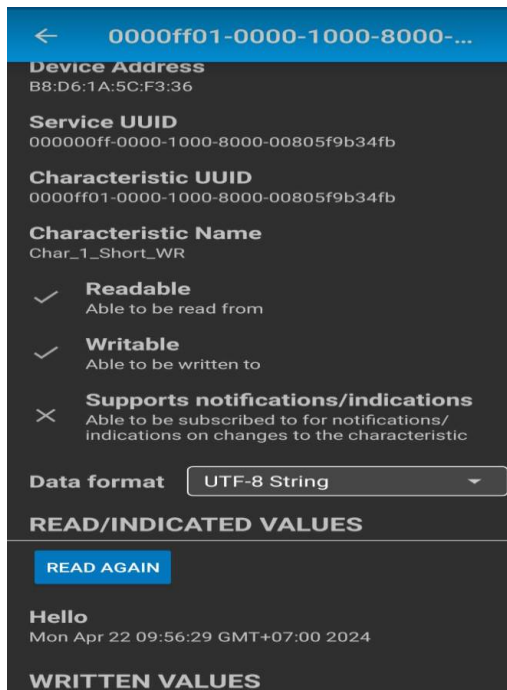 0000ff01-0000-1000-8000-...
Device Address
B8:D6:1A:5C:F3:36
Service UUID
000000ff-0000-1000-8000-00805f9b34fb
Characteristic UUID
0000ff01-0000-1000-8000-00805f9b34fb
Characteristic Name
Char_1_Short_WR
Readable
Able to be read from
Writable
Able to be written to
Supports notifications/indications
Able to be subscribed to for notifications/
indications on changes to the characteristic
Data format UTF-8 String
READ/INDICATED VALUES
READ AGAIN
Hello
Mon Apr 22 09:56:29 GMT+07:00 2024
WRITTEN VALUES